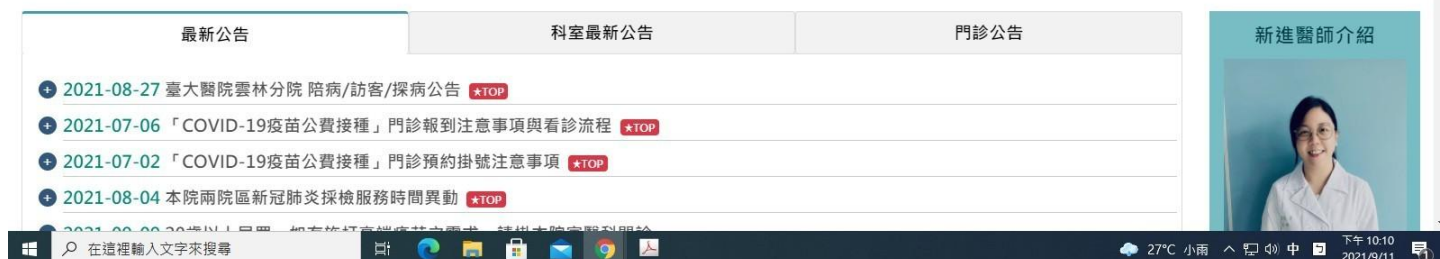 最新公告
科室最新公告
門診公告
新進醫師介紹
2021-08-27 臺大醫院雲林分院 陪病/訪客/探病公告 ★TOP
2021-07-06 「COVID-19疫苗公費接種」門診報到注意事項與看診流程 ★TOP
2021-07-02 「COVID-19疫苗公費接種」門診預約掛號注意事項 ★TOP
2021-08-04 本院兩院區新冠肺炎採檢服務時間異動 ★TOP
在這裡輸入文字來搜尋
27°C 小雨
中
下午 10:10
2021/9/11